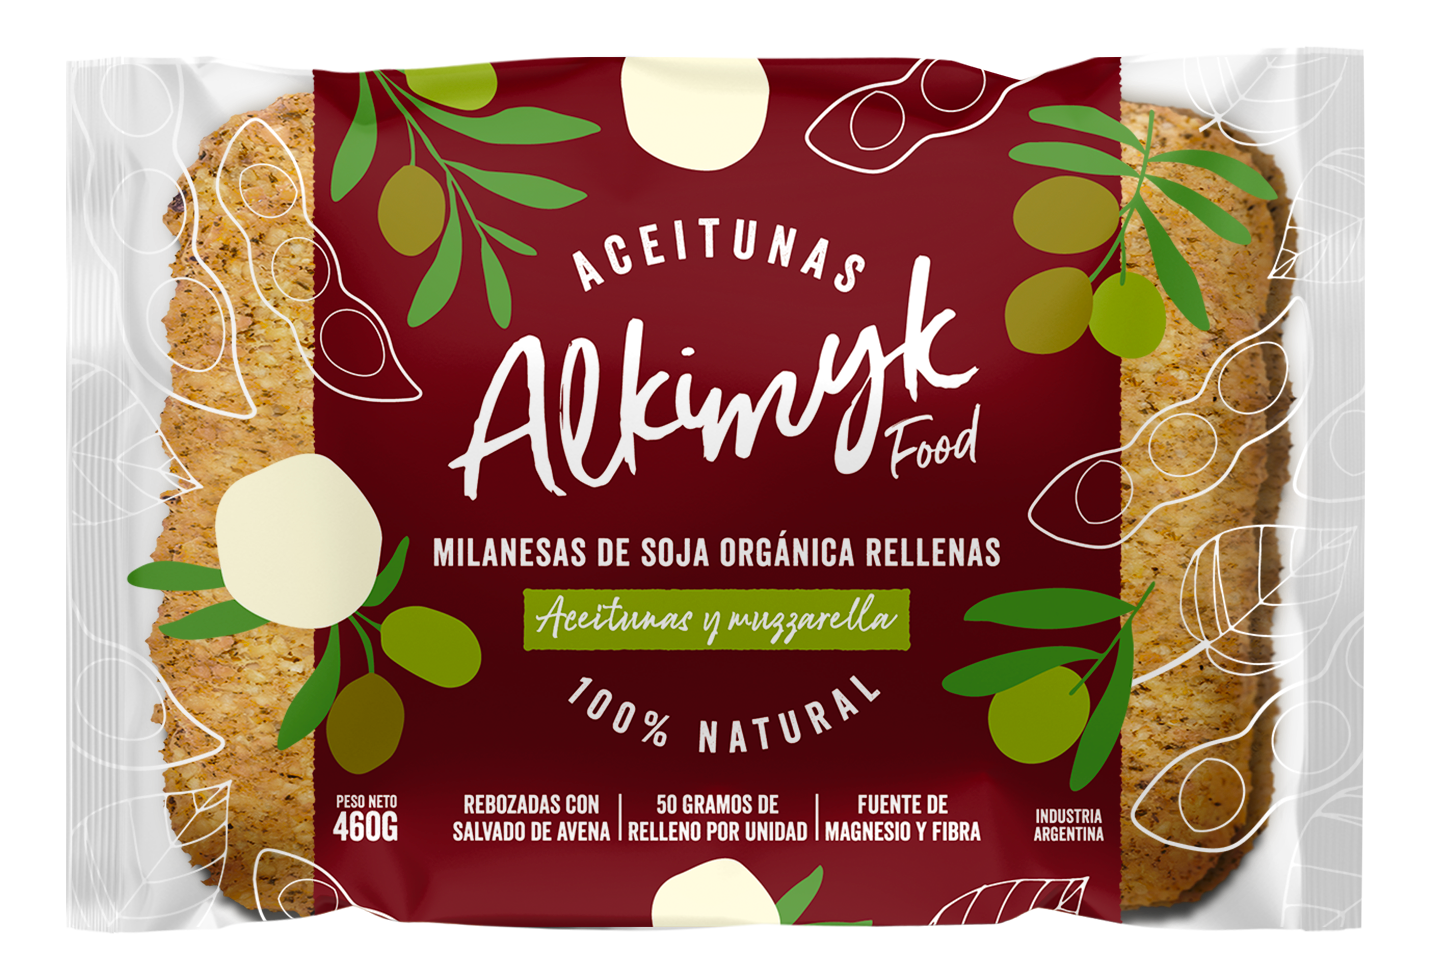 ACEITUNAS
Alkimyk
Food
MILANESAS DE SOJA ORGÁNICA RELLENAS
Aceitunas y muzzarella
100% NATURAL
PESO NETO
460G
REBOZADAS CON
SALVADO DE AVENA
50 GRAMOS DE
RELLENO POR UNIDAD
FUENTE DE
MAGNESIO Y FIBRA
INDUSTRIA
ARGENTINA